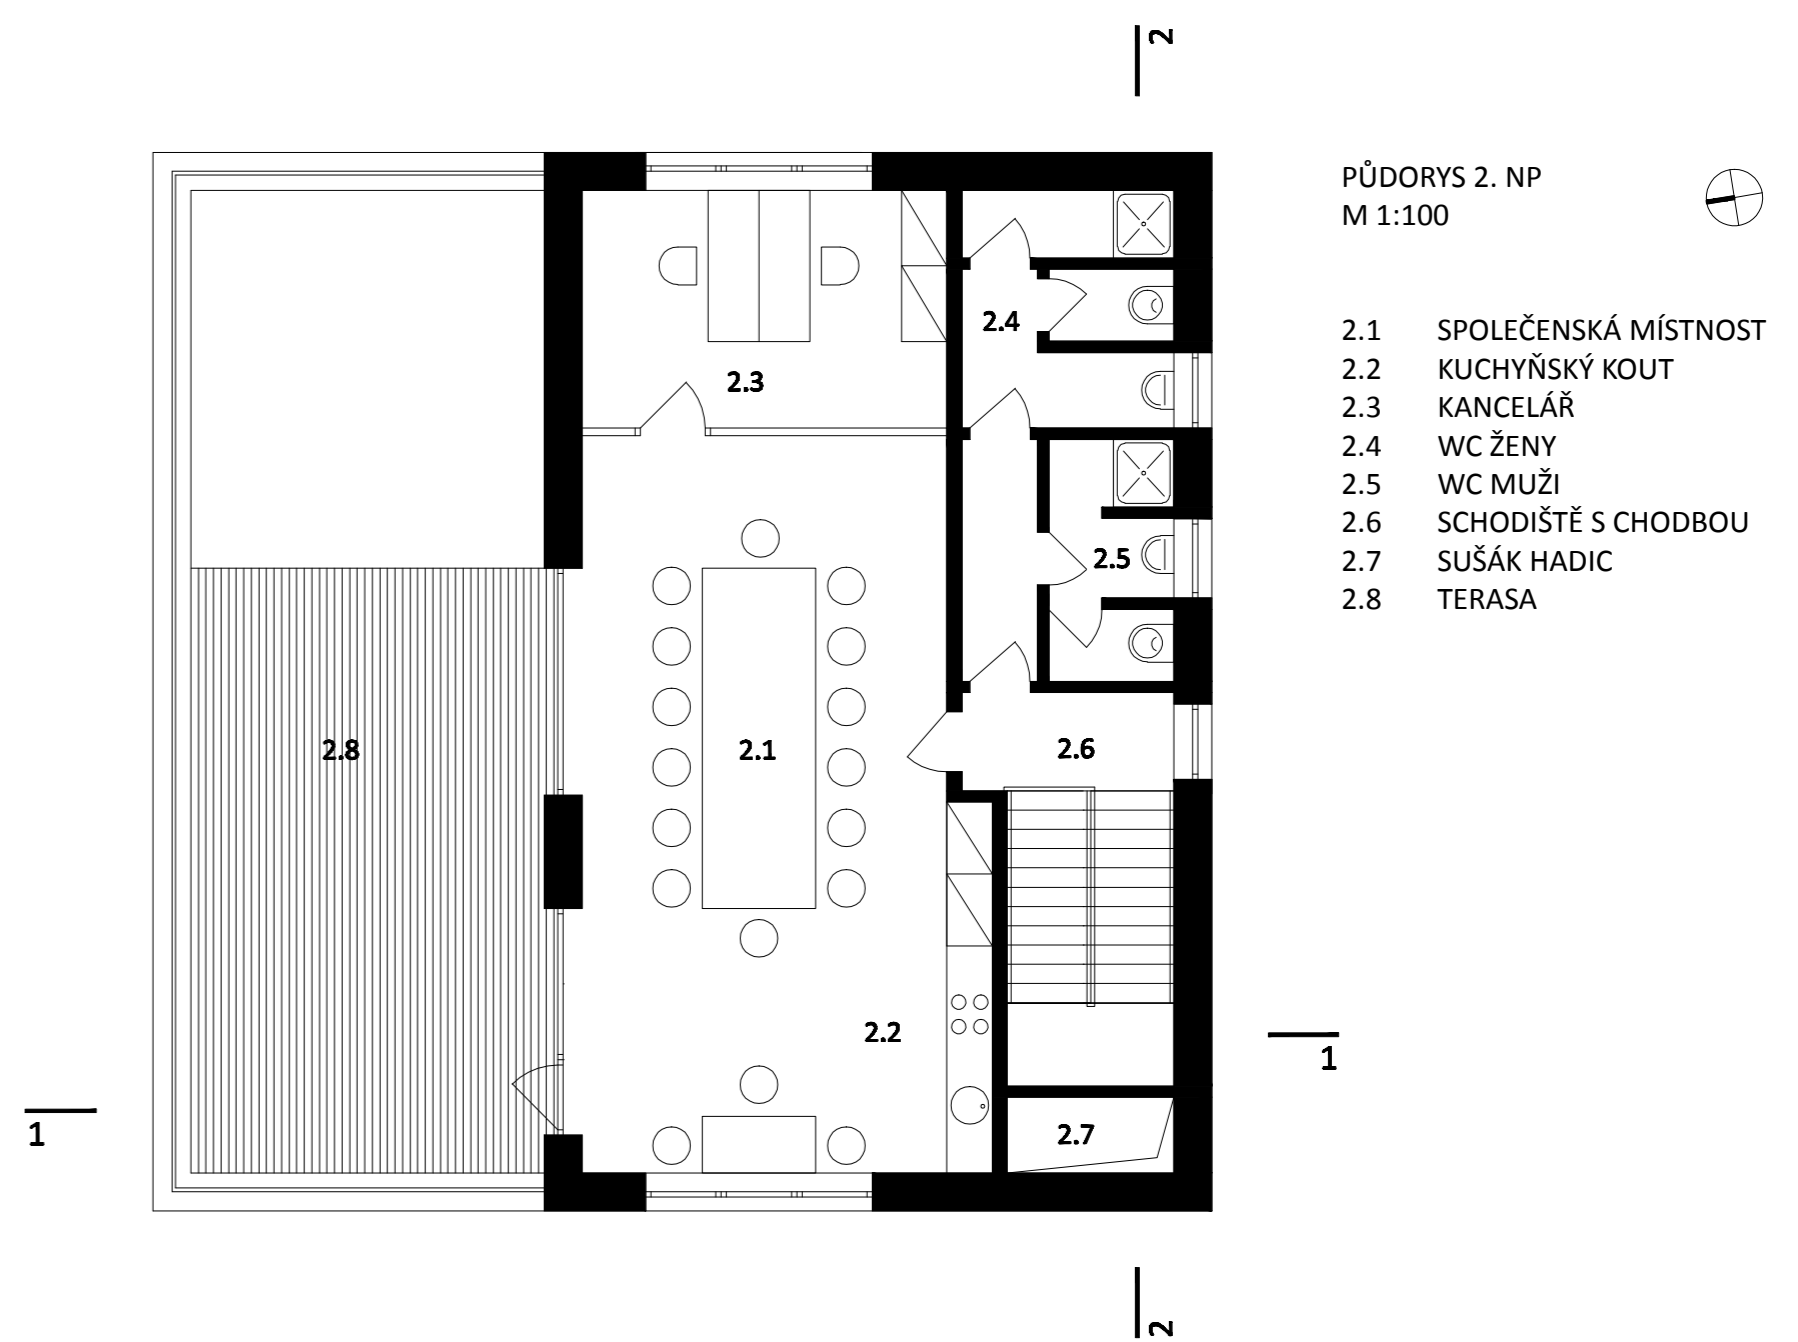 2
PŮDORYS 2. NP
M 1:100
2.1 SPOLEČENSKÁ MÍSTNOST
2.2 KUCHYŇSKÝ KOUT
2.3 KANCELÁŘ
2.4 WC ŽENY
2.5 WC MUŽI
2.6 SCHODIŠTĚ S CHODBOU
2.7 SUŠÁK HADIC
2.8 TERASA
2.4
2.3
2.5
2.8
2.1
2.6
2.2
1
1
2.7
2